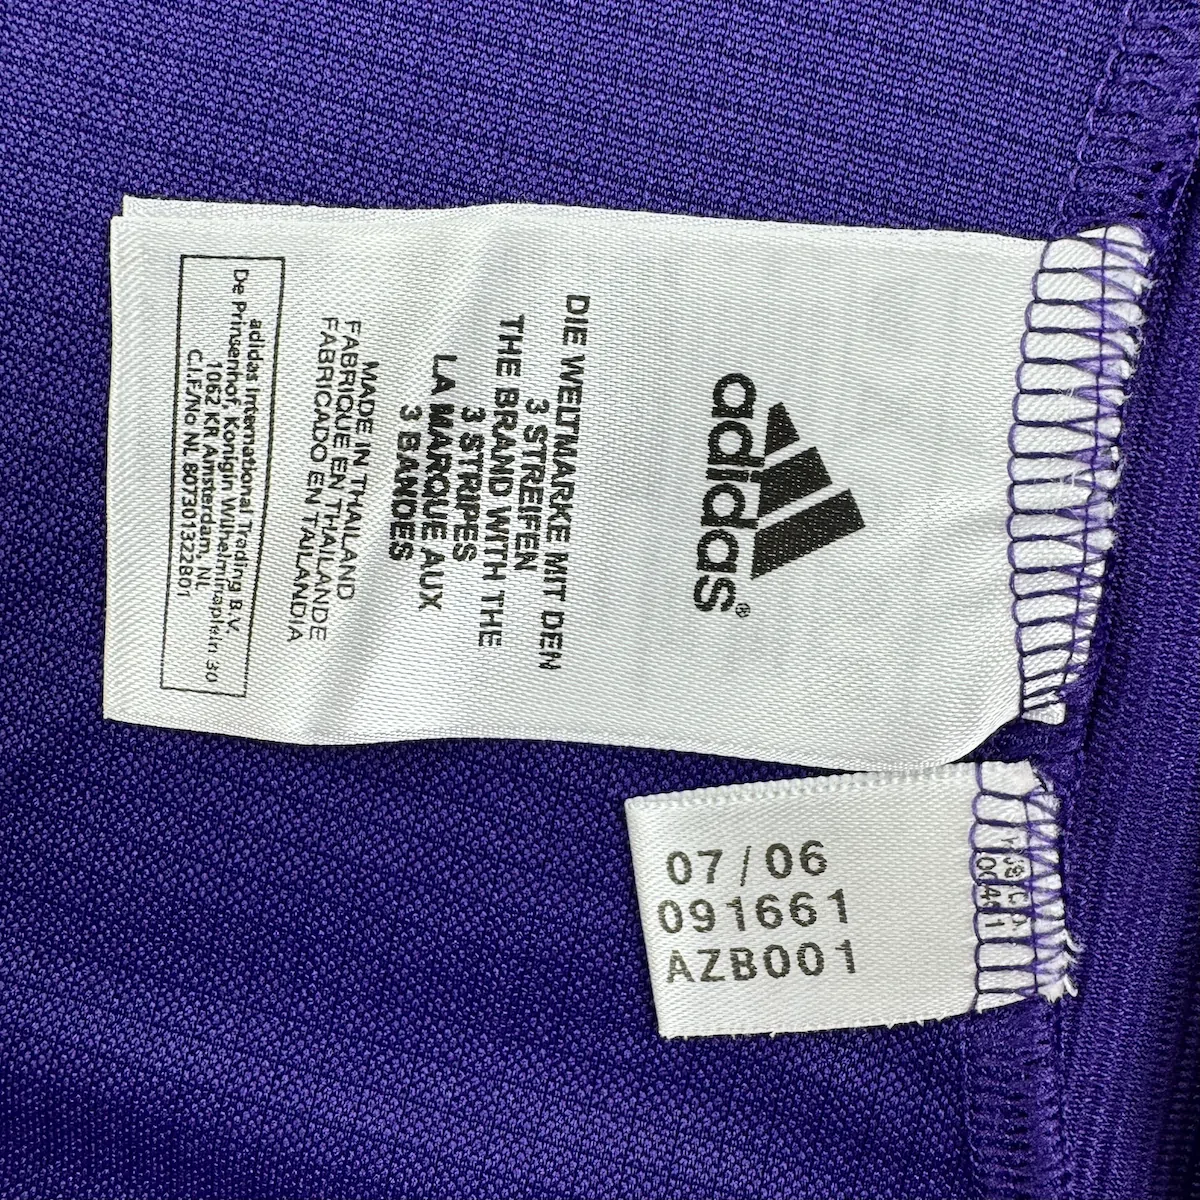 adidas®
DIE WELTMARKE MIT DEN
3 STREIFEN
THE BRAND WITH THE
3 STRIPES
LA MARQUE AUX
3 BANDES
MADE IN THAILAND
FABRIQUE EN THAILANDE
FABRICADO EN TAILANDIA
adidas International Trading B.V.
De Prinsenhof, Konigin Wilhelminaplein 30
1062 KR Amsterdam, NL
C.I.F./No NL 807301322B01
07/06
091661
AZB001